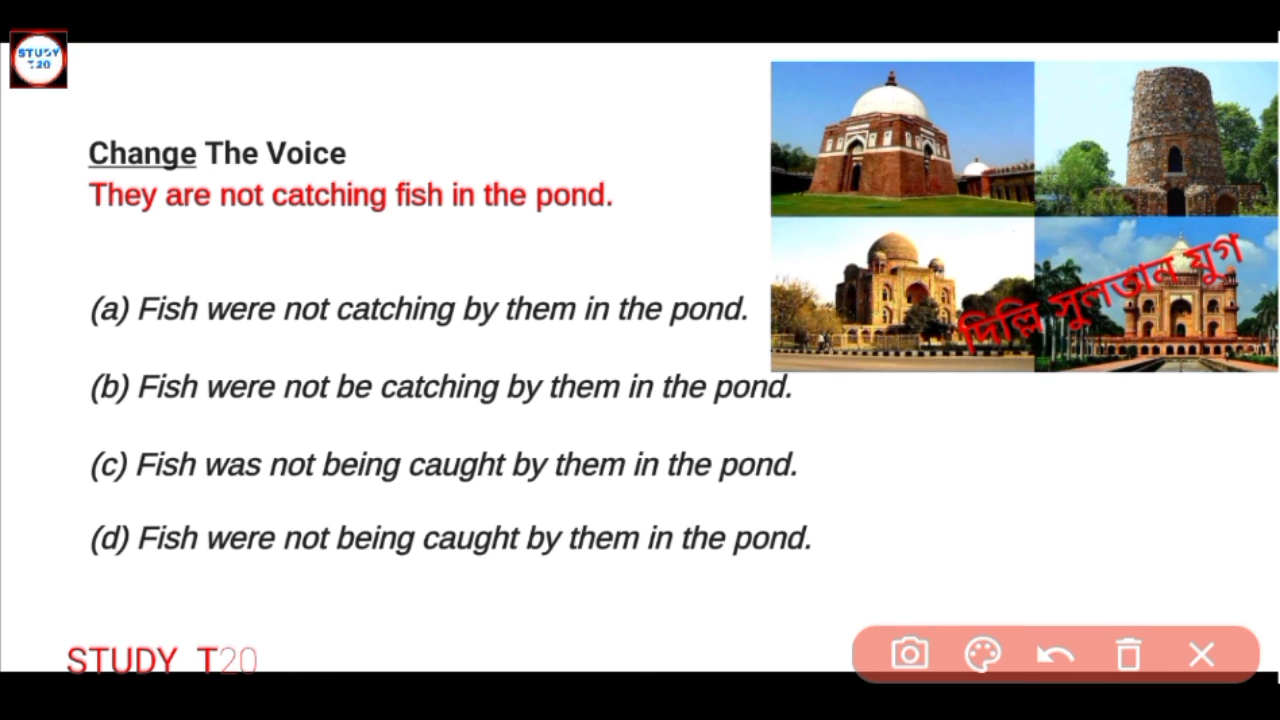 STUDY
T20
Change The Voice
They are not catching fish in the pond.
(a) Fish were not catching by them in the pond.
(b) Fish were not be catching by them in the pond.
(c) Fish was not being caught by them in the pond.
(d) Fish were not being caught by them in the pond.
দিল্লি সুলতান যুগ
STUDY T20